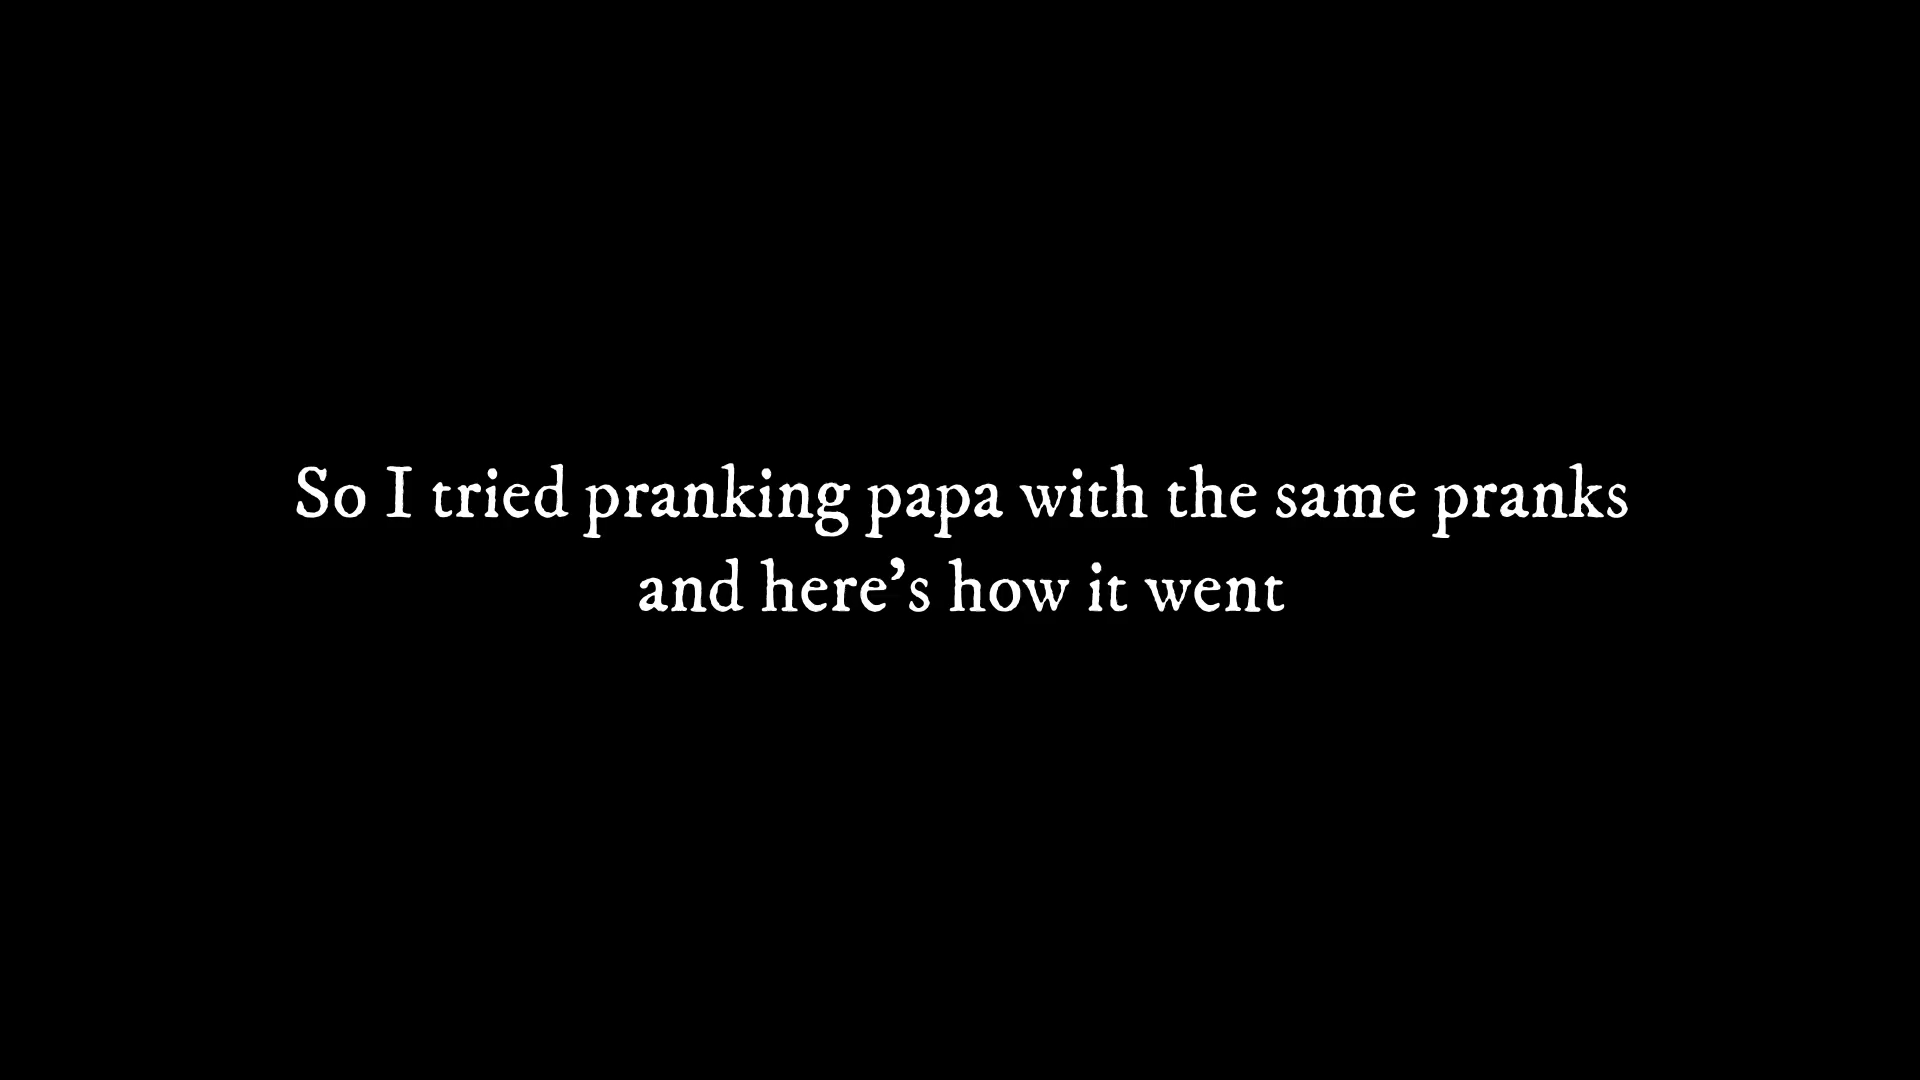 So I tried pranking papa with the same pranks
and here’s how it went